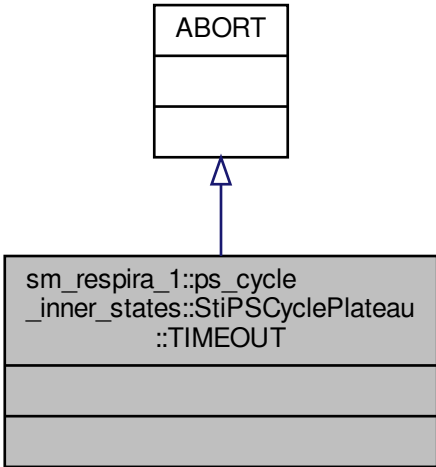 ABORT
sm_respira_1::ps_cycle
_inner_states::StiPSCyclePlateau
::TIMEOUT